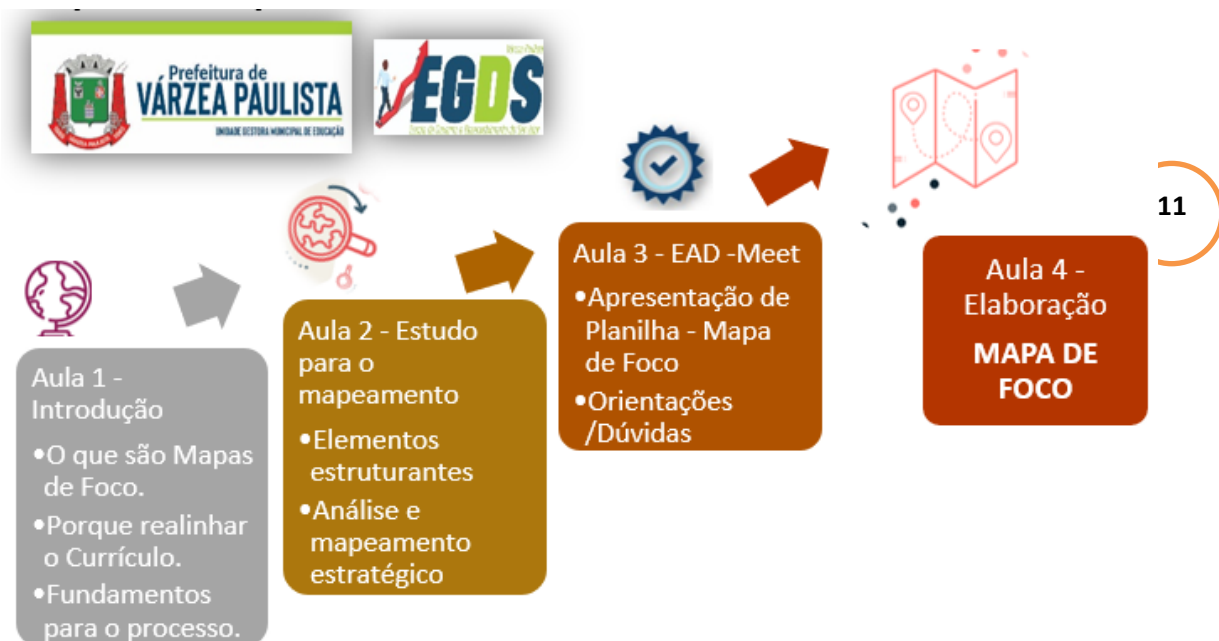 Prefeitura de
VÁRZEA PAULISTA
UNIDADE GESTORA MUNICIPAL DE EDUCAÇÃO
EGDS
11
Aula 1 -
Introdução
•O que são Mapas
de Foco.
•Porque realinhar
o Currículo.
•Fundamentos
para o processo.
Aula 2 - Estudo
para o
mapeamento
•Elementos
estruturantes
•Análise e
mapeamento
estratégico
Aula 3 - EAD -Meet
•Apresentação de
Planilha - Mapa
de Foco
•Orientações
/Dúvidas
Aula 4 -
Elaboração
MAPA DE
FOCO